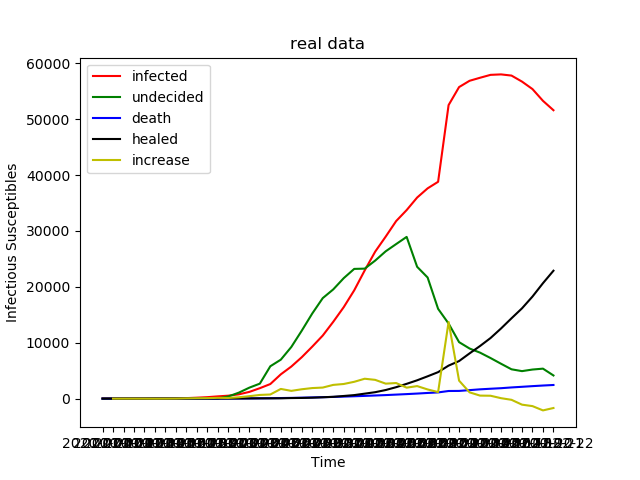 real data
infected
undecided
death
healed
increase
60000
50000
40000
30000
20000
10000
0
Infectious Susceptibles
Time